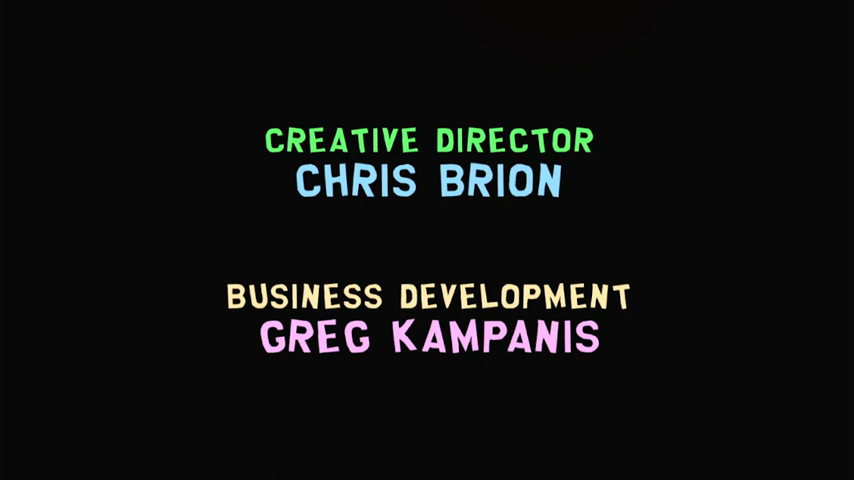 CREATIVE DIRECTOR
CHRIS BRION
BUSINESS DEVELOPMENT
GREG KAMPANIS